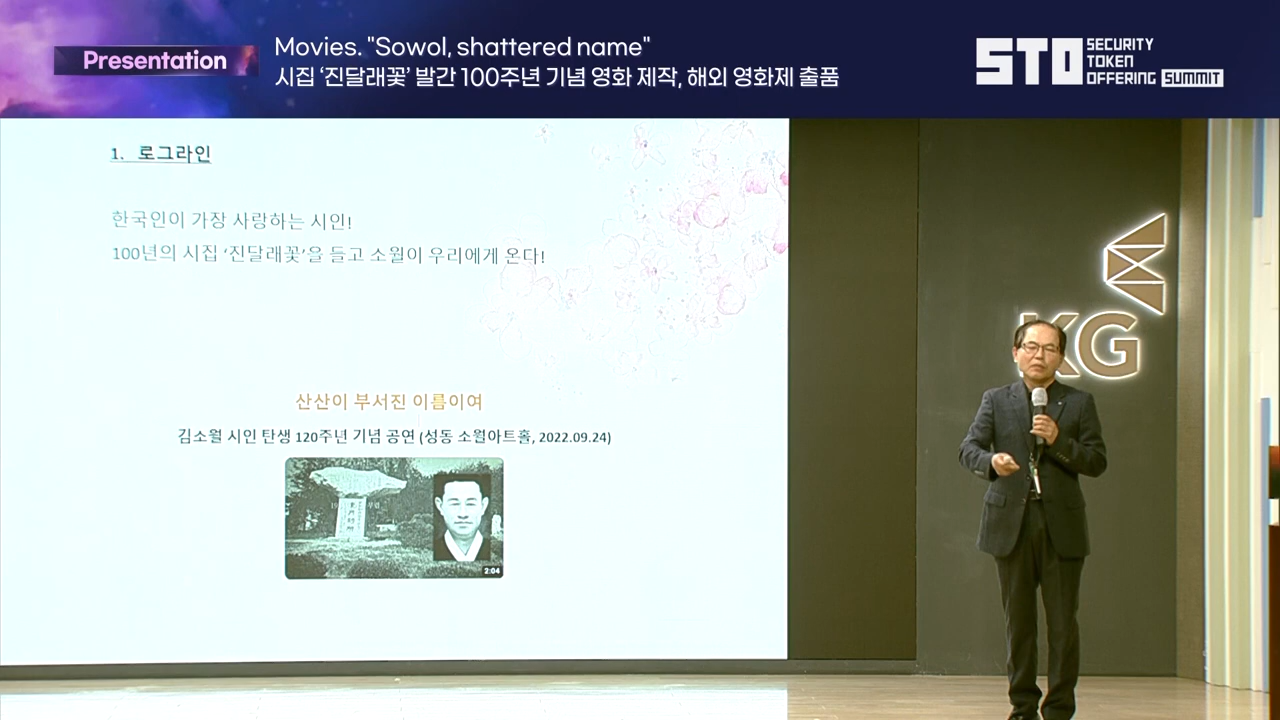 Presentation
Movies. "Sowol, shattered name"
시집 ‘진달래꽃’ 발간 100주년 기념 영화 제작, 해외 영화제 출품
STO
SECURITY
TOKEN
OFFERING SUMMIT
1. 로그라인
한국인이 가장 사랑하는 시인!
100년의 시집 ‘진달래꽃’을 들고 소월이 우리에게 온다!
산산이 부서진 이름이여
김소월 시인 탄생 120주년 기념 공연 (성동 소월아트홀, 2022.09.24)
2:04
KG